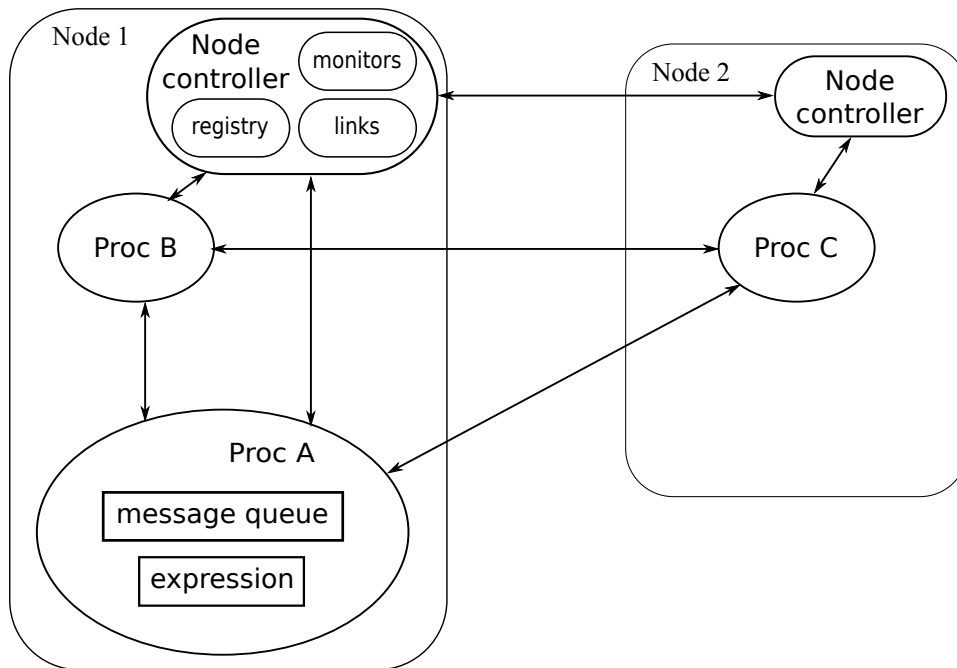 Node 1
Node
controller
monitors
registry
links
Proc B
Proc A
message queue
expression
Node 2
Node
controller
Proc C